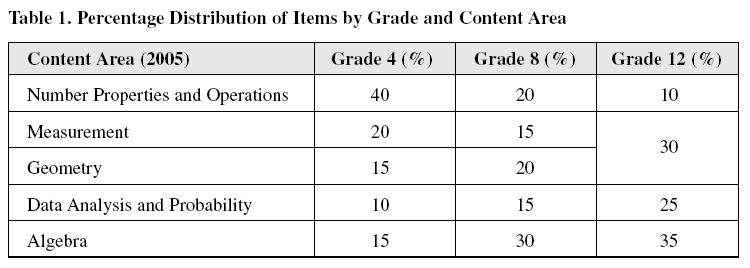 Table 1. Percentage Distribution of Items by Grade and Content Area
Content Area (2005) Grade 4 (%) Grade 8 (%) Grade 12 (%)
Number Properties and Operations 40 20 10
Measurement 20 15
30
Geometry 15 20
Data Analysis and Probability 10 15 25
Algebra 15 30 35